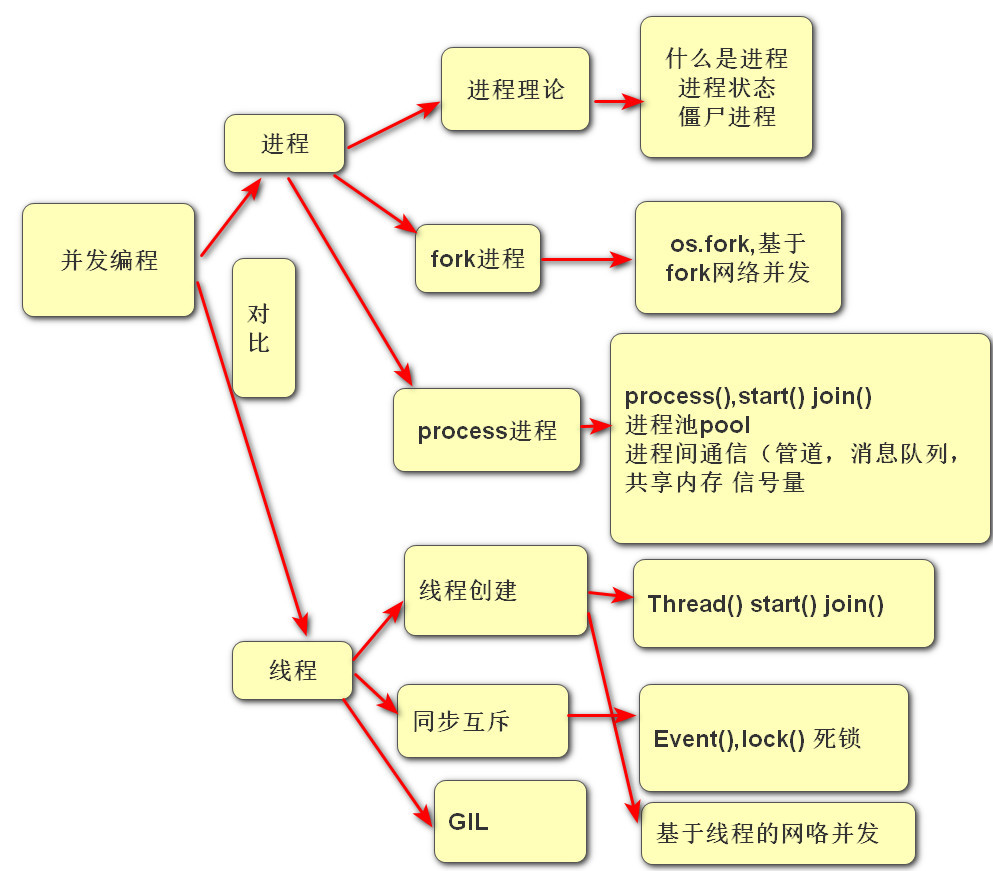 并发编程
对
比
进程
进程理论
什么是进程
进程状态
僵尸进程
fork进程
os.fork,基于
fork网络并发
process进程
process(),start() join()
进程池pool
进程间通信（管道，消息队列，
共享内存 信号量
线程
线程创建
Thread() start() join()
同步互斥
Event(),lock() 死锁
GIL
基于线程的网咯并发